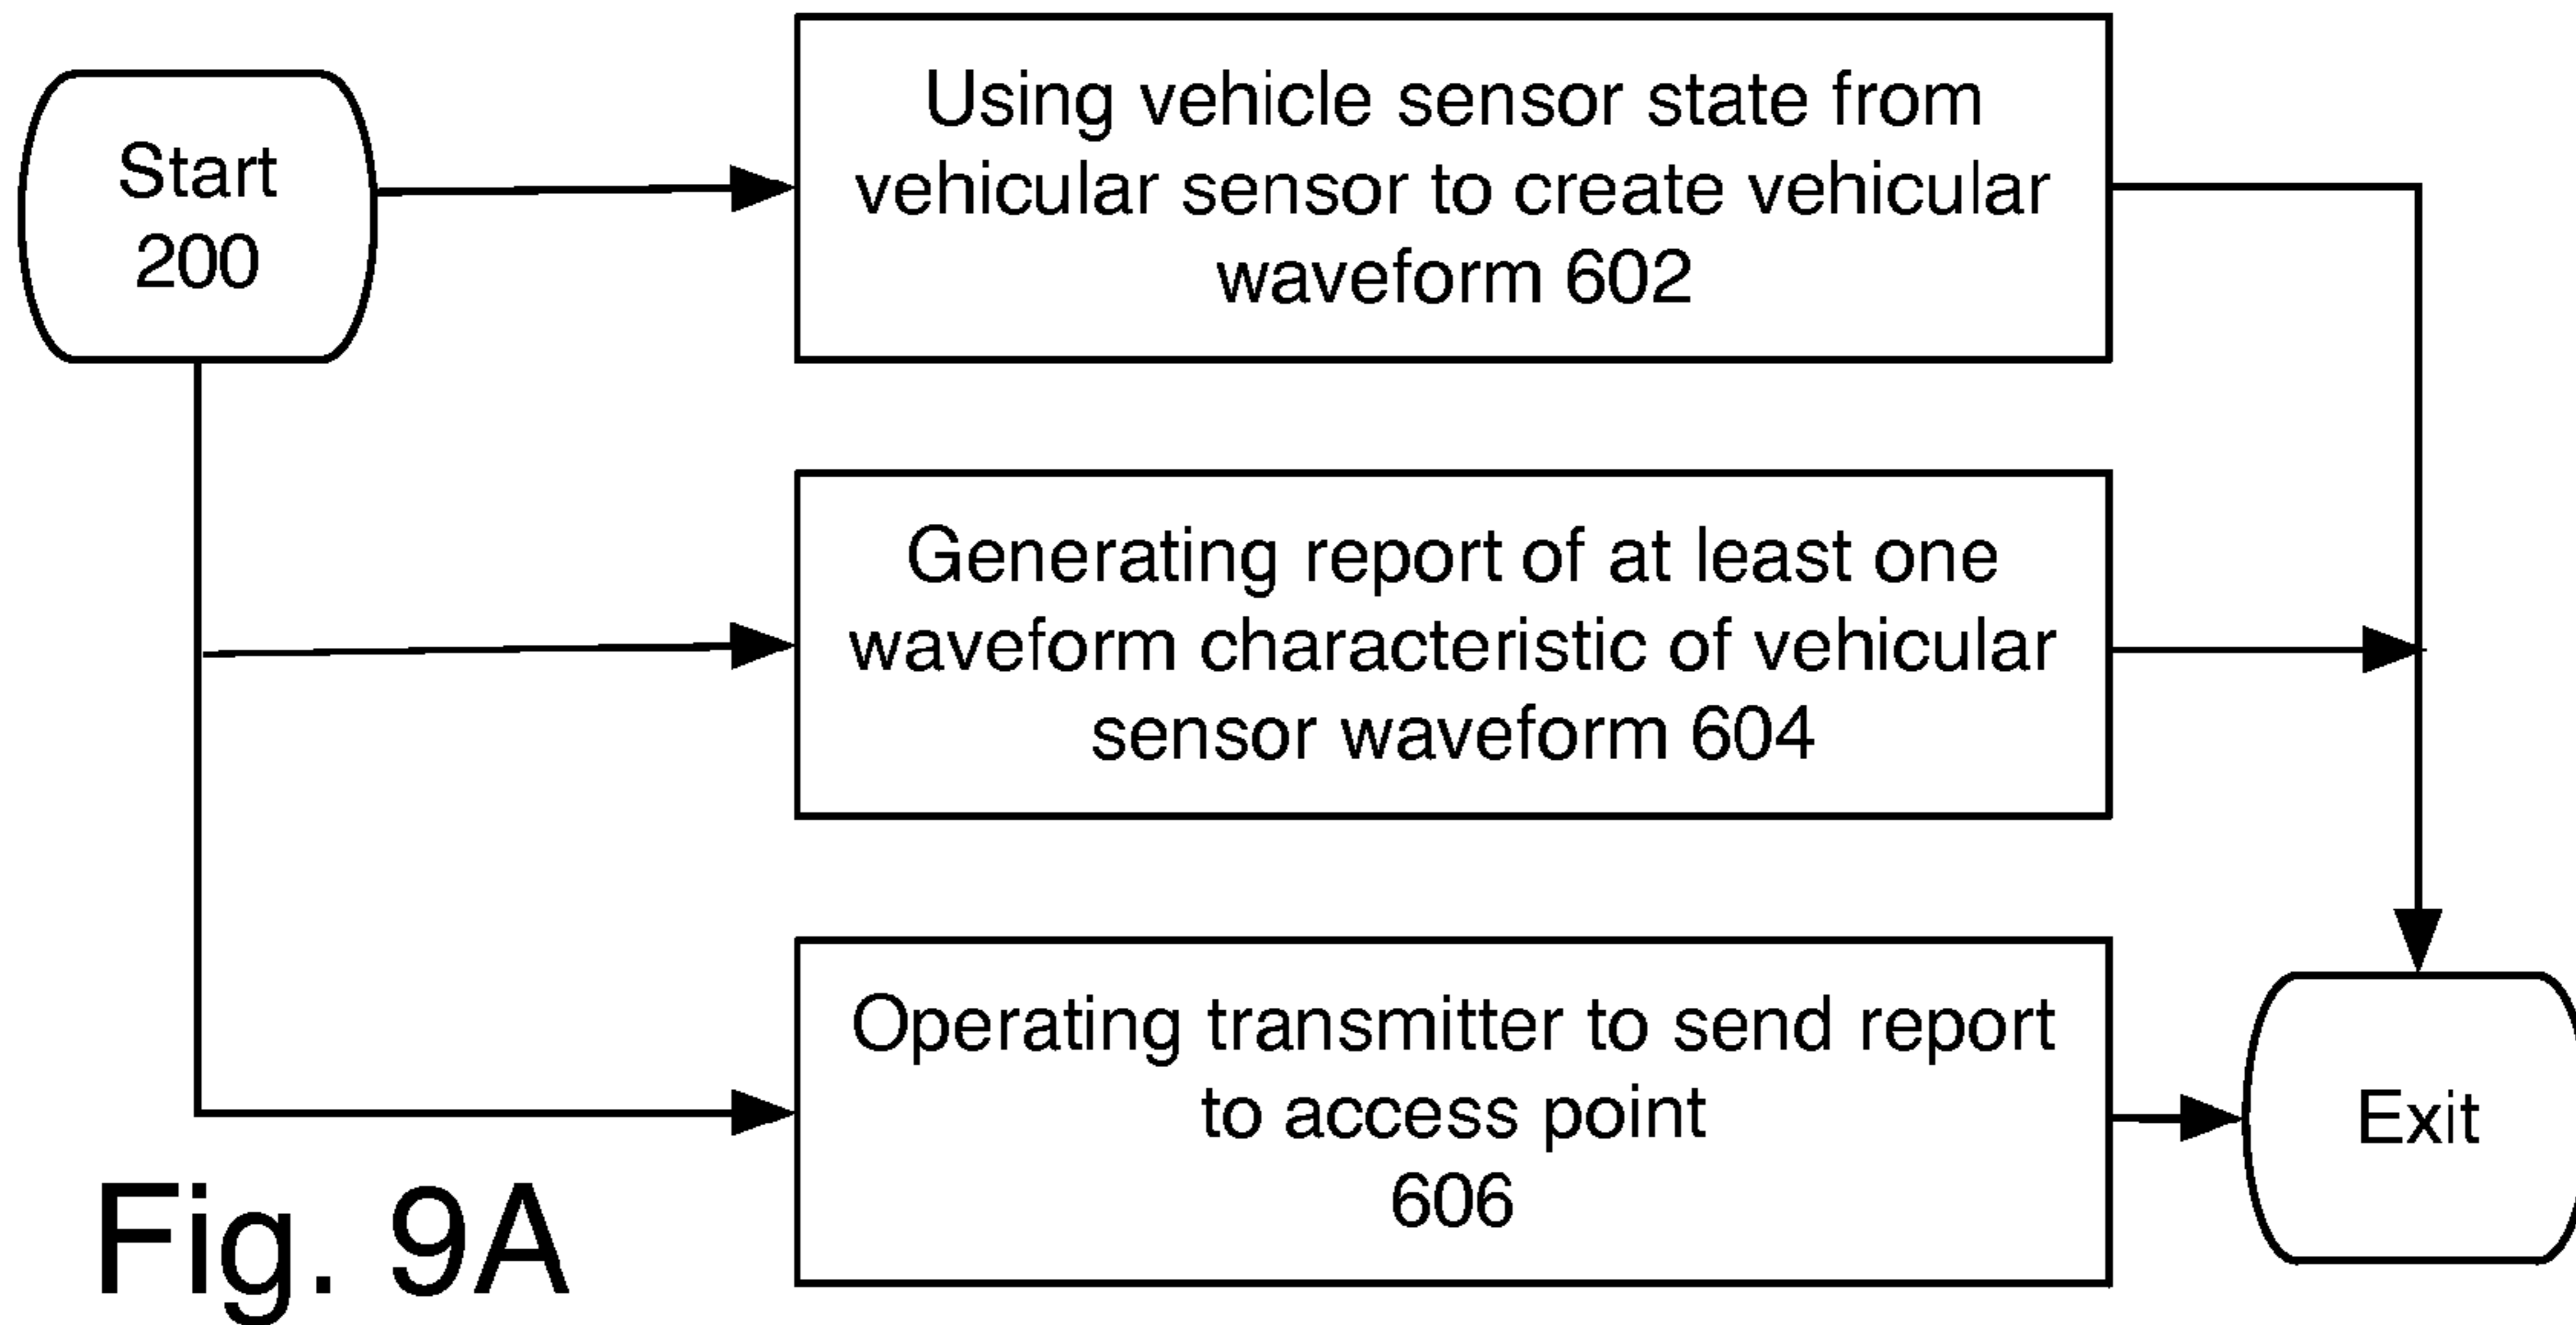 Start
200
Using vehicle sensor state from
vehicular sensor to create vehicular
waveform 602
Generating report of at least one
waveform characteristic of vehicular
sensor waveform 604
Operating transmitter to send report
to access point
606
Exit
Fig. 9A